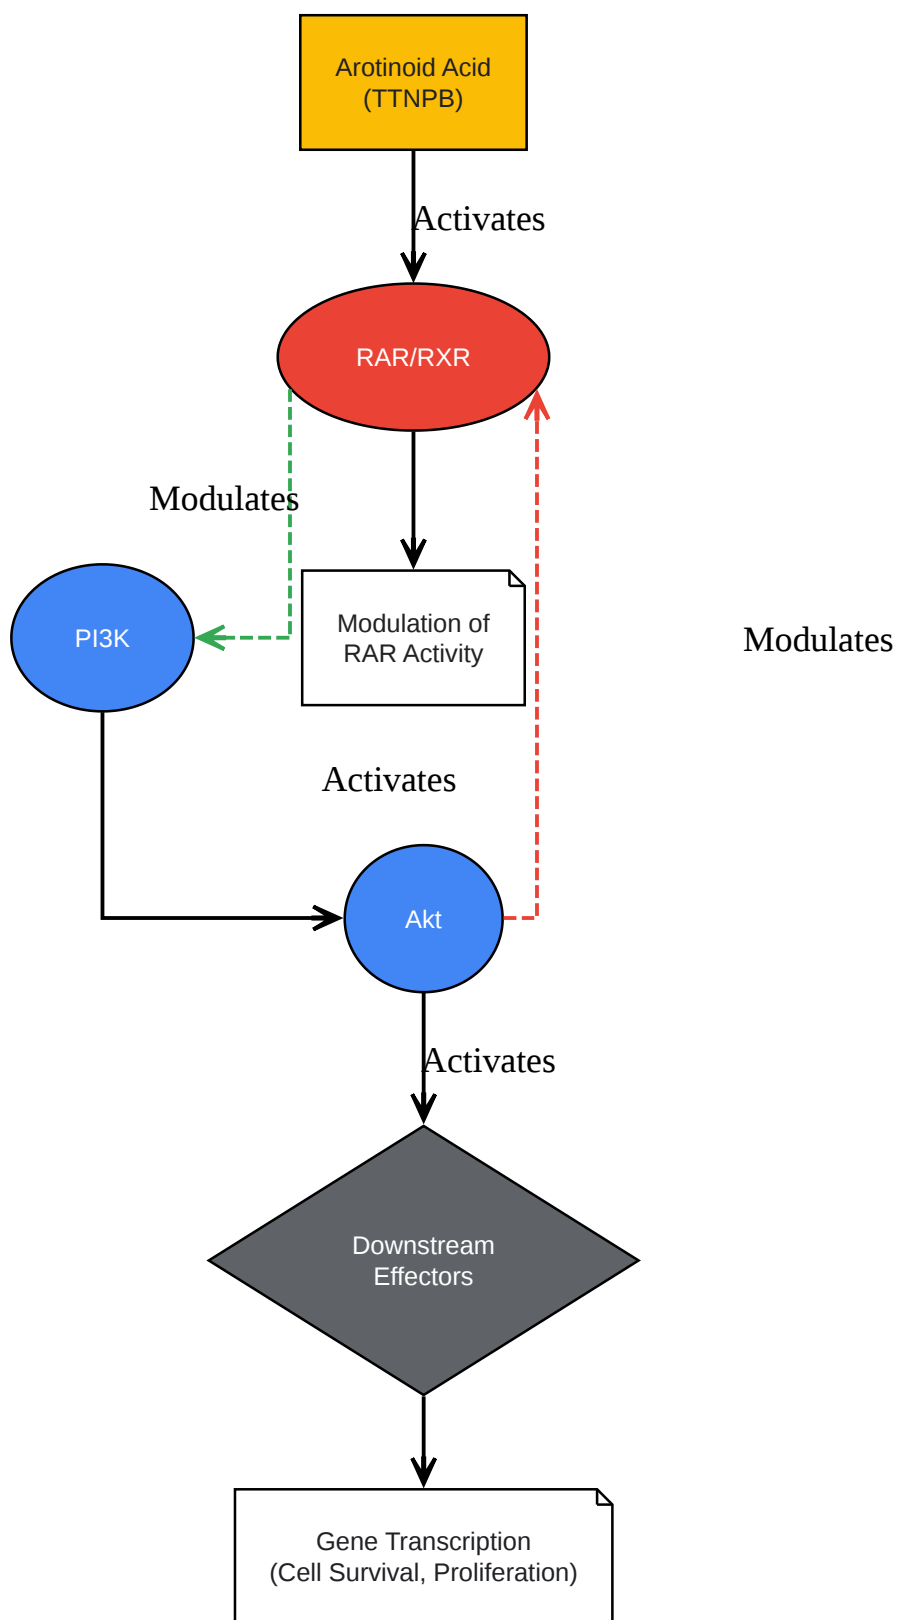 Arotinoid Acid
(TTNPB)
Activates
RAR/RXR
Modulates
PI3K
Modulation of
RAR Activity
Modulates
Activates
Akt
Activates
Downstream
Effectors
Gene Transcription
(Cell Survival, Proliferation)